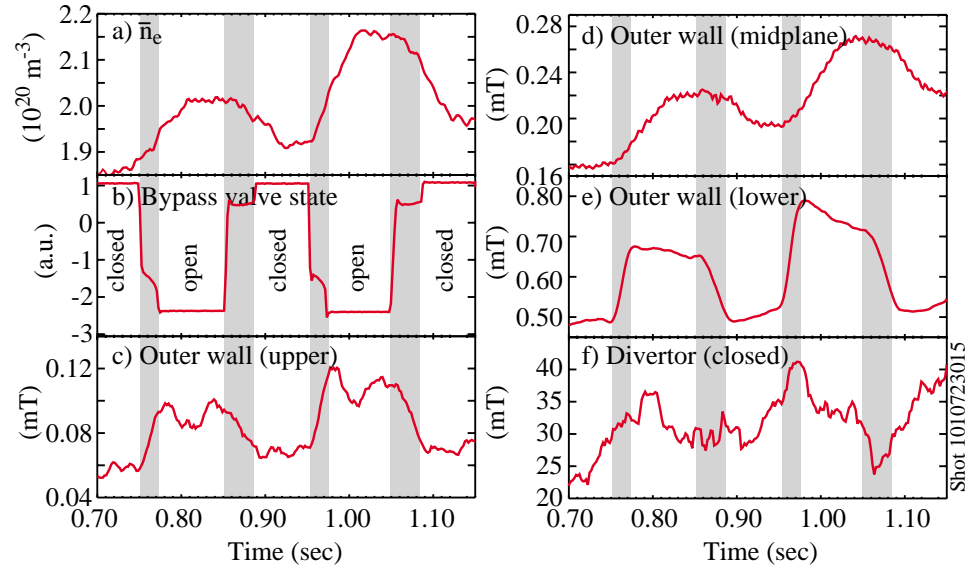 a) n̅e
(10^20 m^-3)
2.2
2.1
2.0
1.9
b) Bypass valve state
(a.u.)
1
0
-1
-2
-3
closed
open
closed
open
closed
c) Outer wall (upper)
(mT)
0.12
0.08
0.04
0.70 0.80 0.90 1.00 1.10
Time (sec)
d) Outer wall (midplane)
(mT)
0.28
0.24
0.20
0.16
e) Outer wall (lower)
(mT)
0.70
0.60
0.50
f) Divertor (closed)
(mT)
40
35
30
25
20
0.70 0.80 0.90 1.00 1.10
Time (sec)
Shot 1010723015